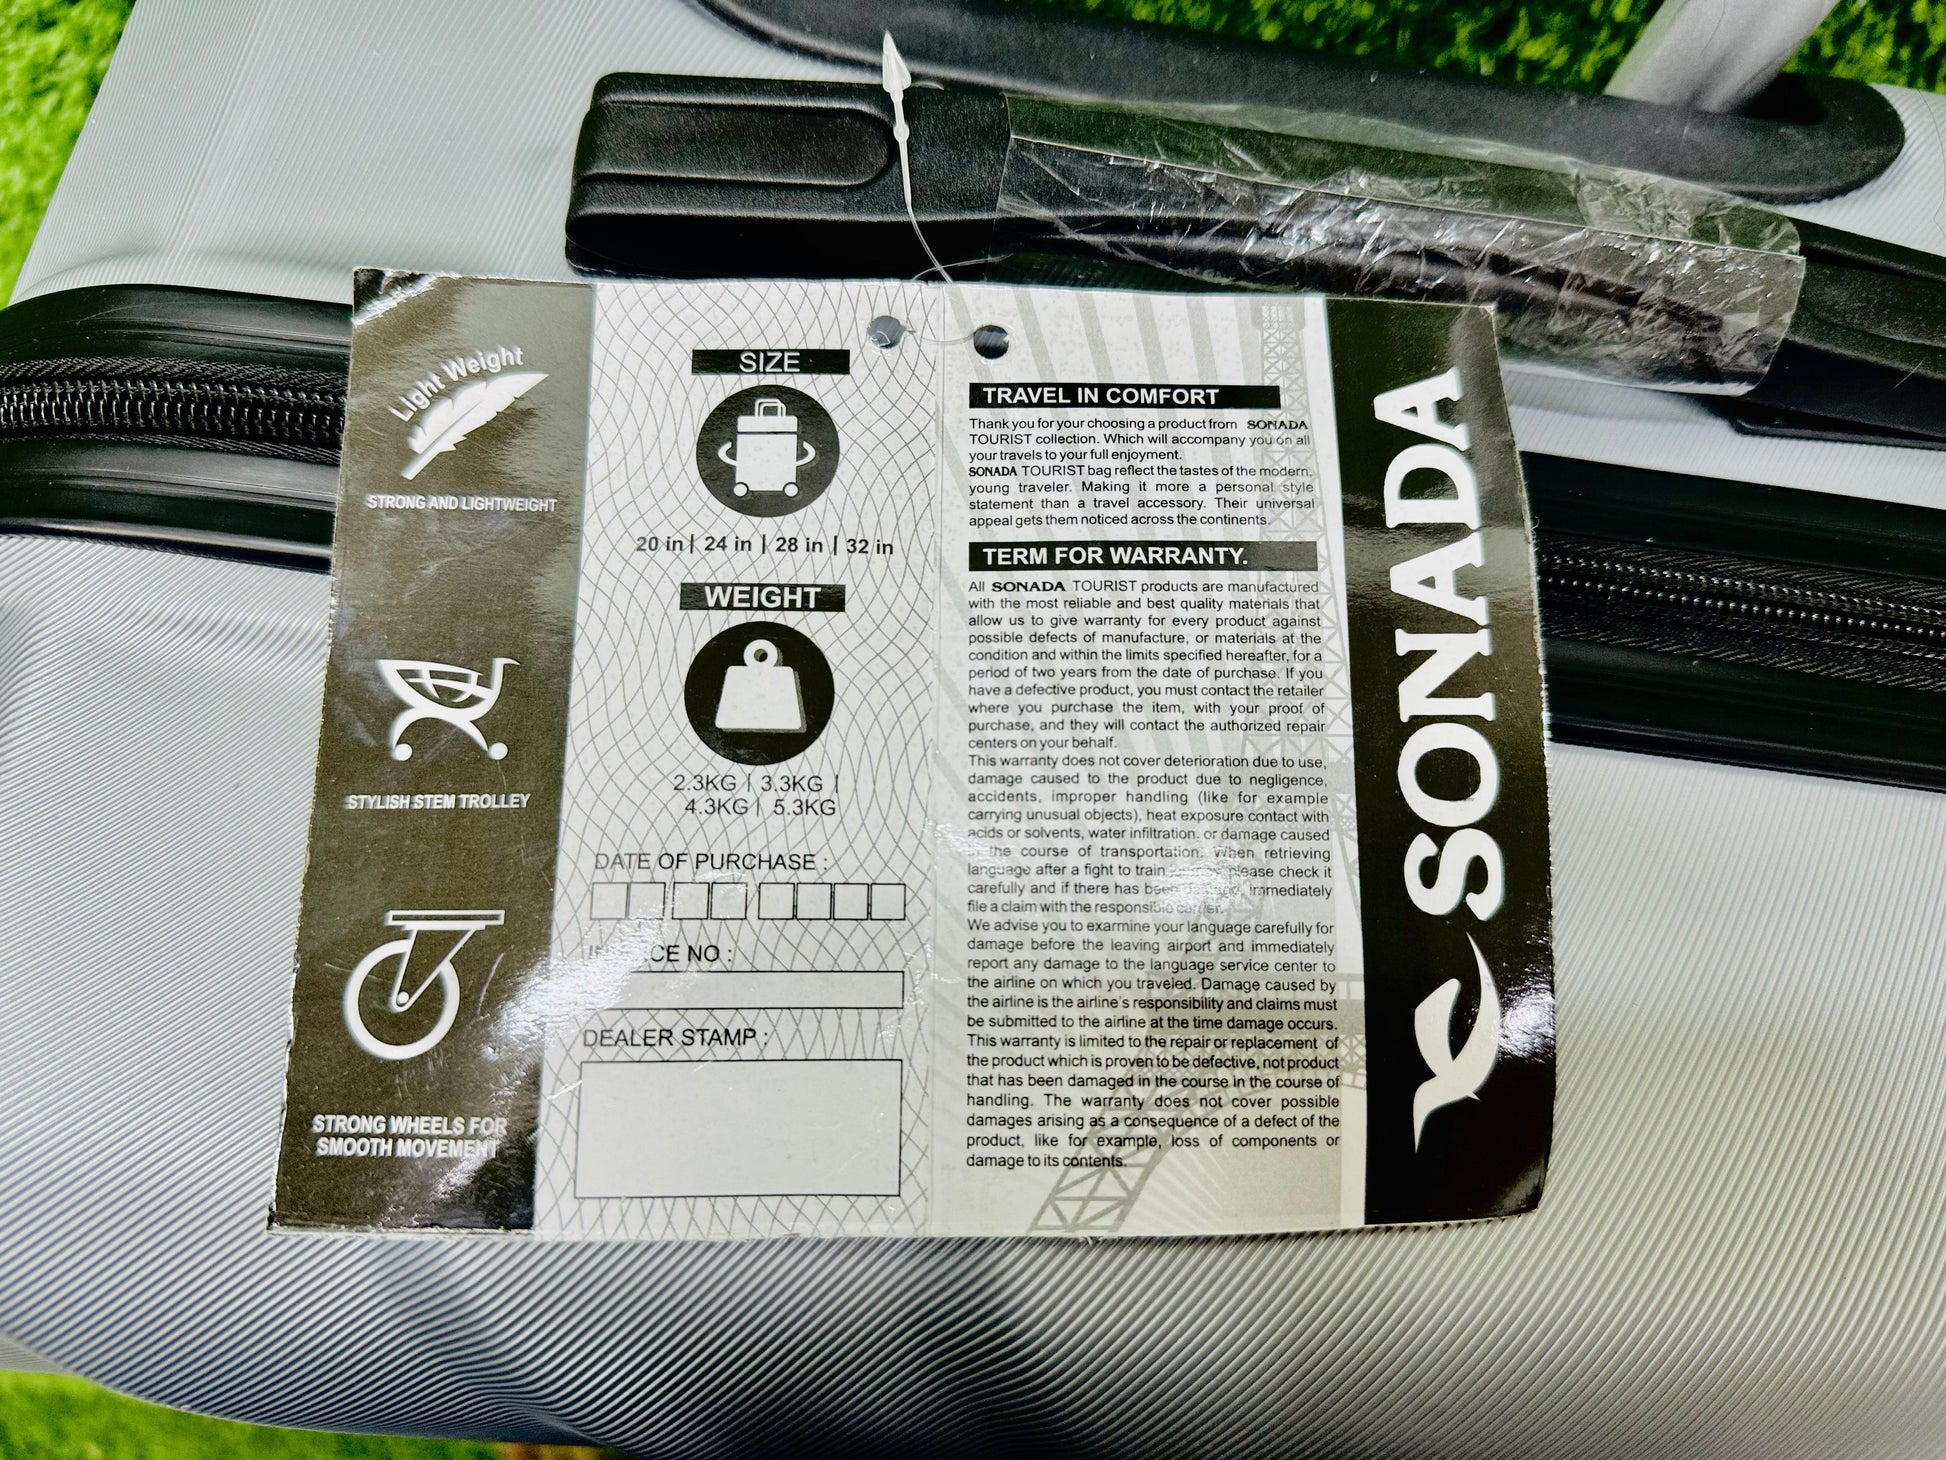 Light Weight
STRONG AND LIGHTWEIGHT
STYLISH STEM TROLLEY
STRONG WHEELS FOR
SMOOTH MOVEMENT
SIZE
20 in | 24 in | 28 in | 32 in
WEIGHT
2.3KG | 3.3KG |
4.3KG | 5.3KG
DATE OF PURCHASE :
CE NO :
DEALER STAMP :
TRAVEL IN COMFORT
Thank you for your choosing a product from SONADA
TOURIST collection. Which will accompany you on all
your travels to your full enjoyment.
SONADA TOURIST bag reflect the tastes of the modern,
young traveler. Making it more a personal style
statement than a travel accessory. Their universal
appeal gets them noticed across the continents.
TERM FOR WARRANTY.
All SONADA TOURIST products are manufactured
with the most reliable and best quality materials that
allow us to give warranty for every product against
possible defects of manufacture, or materials at the
condition and within the limits specified hereafter, for a
period of two years from the date of purchase. If you
have a defective product, you must contact the retailer
where you purchase the item, with your proof of
purchase, and they will contact the authorized repair
centers on your behalf.
This warranty does not cover deterioration due to use,
damage caused to the product due to negligence,
accidents, improper handling (like for example
carrying unusual objects), heat exposure contact with
acids or solvents, water infiltration. or damage caused
the course of transportation. When retrieving
language after a fight to train please check it
carefully and if there has been damage, immediately
file a claim with the responsible carrier.
We advise you to examine your language carefully for
damage before the leaving airport and immediately
report any damage to the language service center to
the airline on which you traveled. Damage caused by
the airline is the airline's responsibility and claims must
be submitted to the airline at the time damage occurs.
This warranty is limited to the repair or replacement of
the product which is proven to be defective, not product
that has been damaged in the course in the course of
handling. The warranty does not cover possible
damages arising as a consequence of a defect of the
product, like for example, loss of components or
damage to its contents.
SONADA